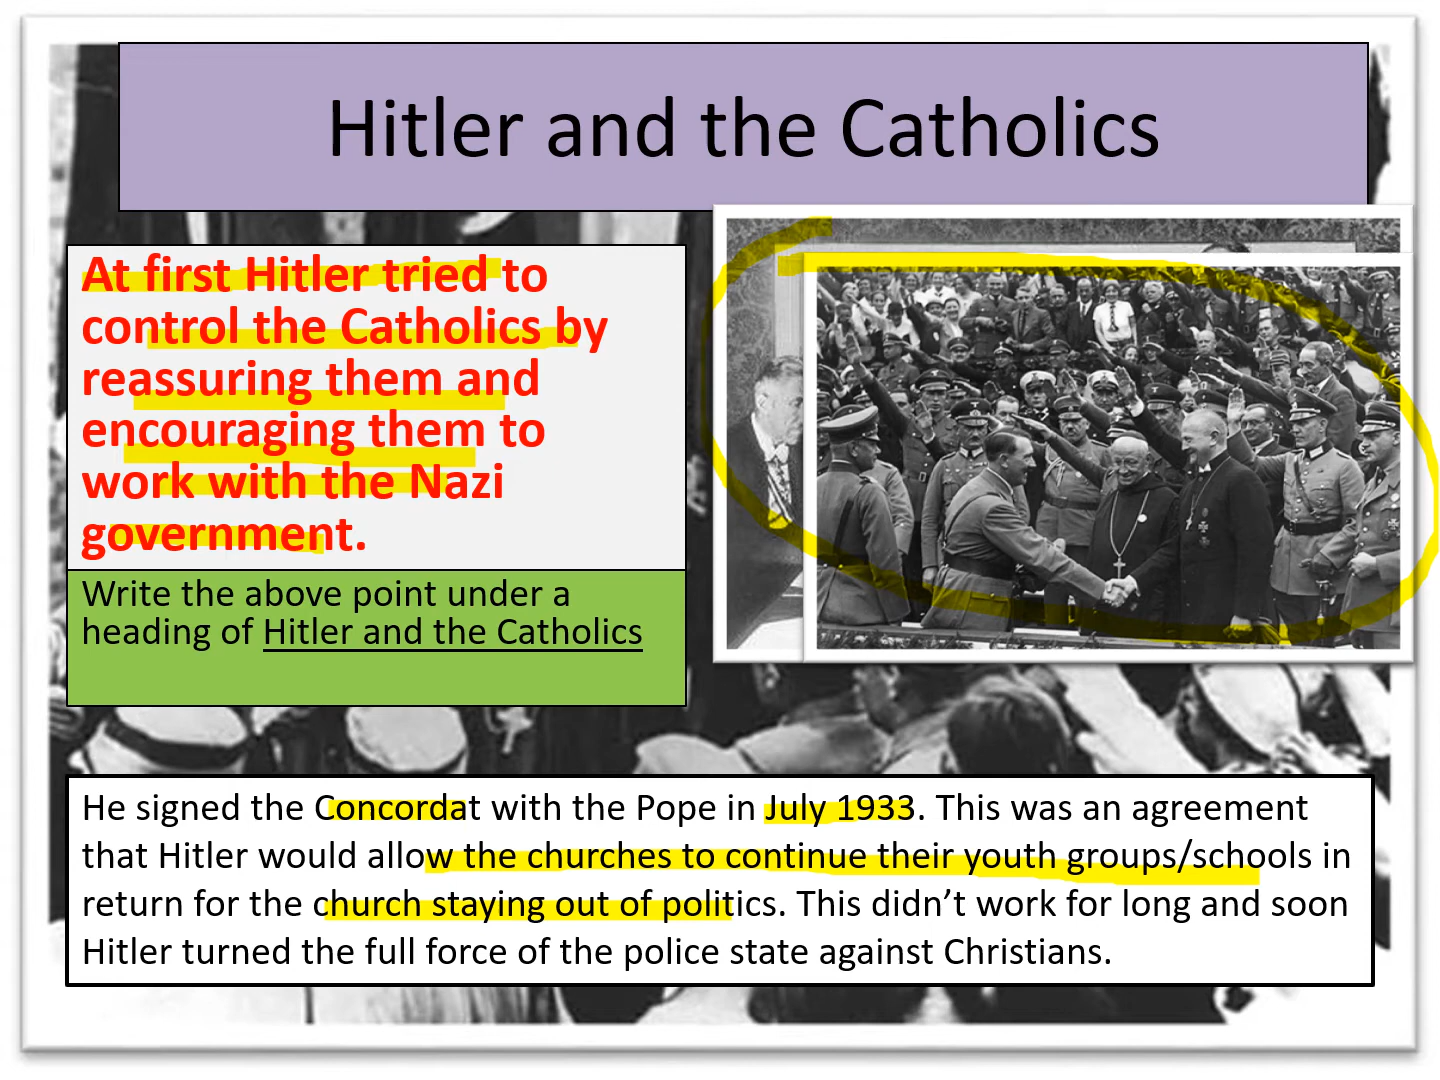 Hitler and the Catholics
At first Hitler tried to
control the Catholics by
reassuring them and
encouraging them to
work with the Nazi
government.
Write the above point under a
heading of Hitler and the Catholics
He signed the Concordat with the Pope in July 1933. This was an agreement
that Hitler would allow the churches to continue their youth groups/schools in
return for the church staying out of politics. This didn’t work for long and soon
Hitler turned the full force of the police state against Christians.